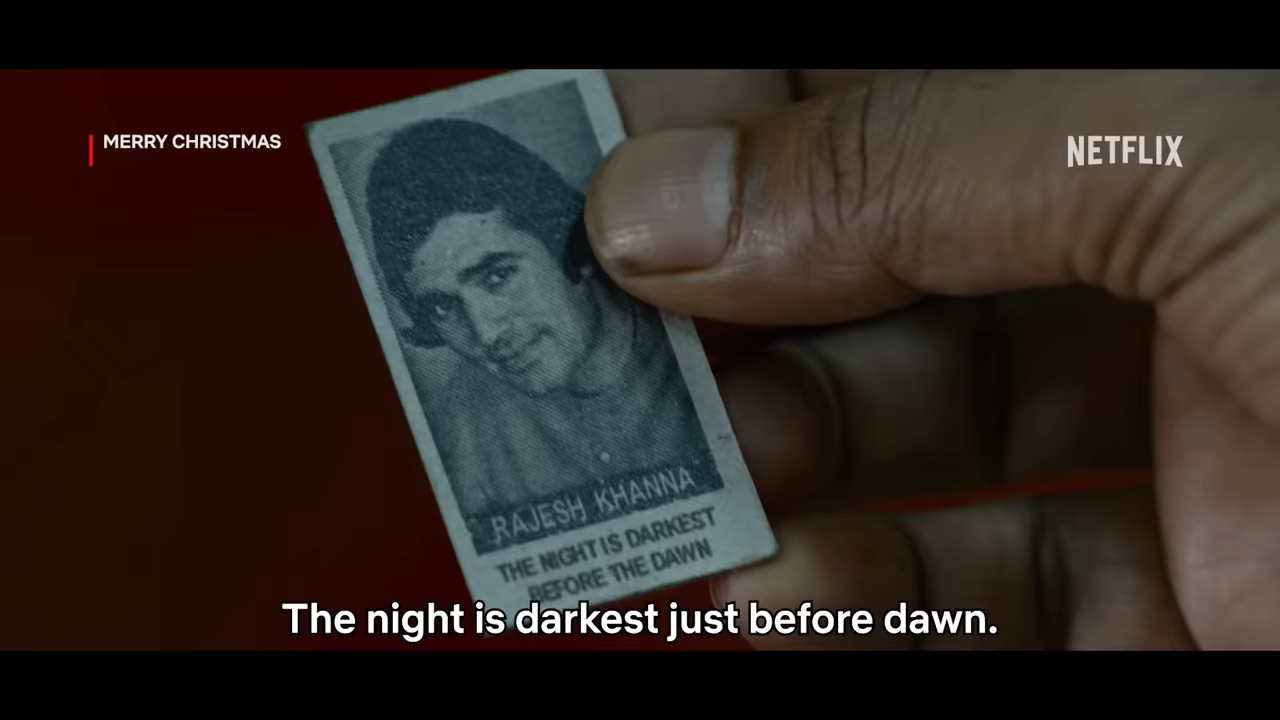 MERRY CHRISTMAS
NETFLIX
RAJESH KHANNA
THE NIGHT IS DARKEST
BEFORE THE DAWN
The night is darkest just before dawn.